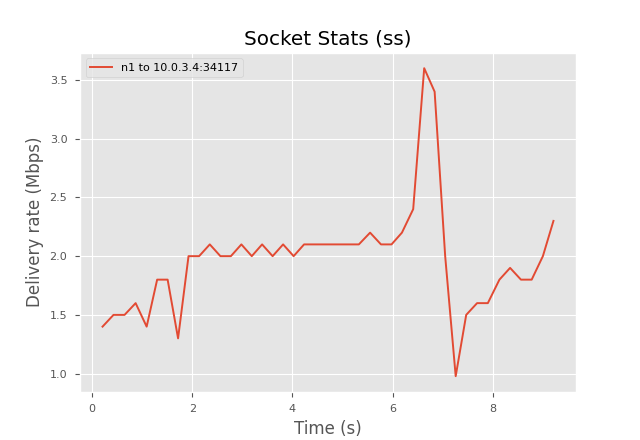 Socket Stats (ss)
n1 to 10.0.3.4:34117
Delivery rate (Mbps)
3.5
3.0
2.5
2.0
1.5
1.0
0 2 4 6 8
Time (s)